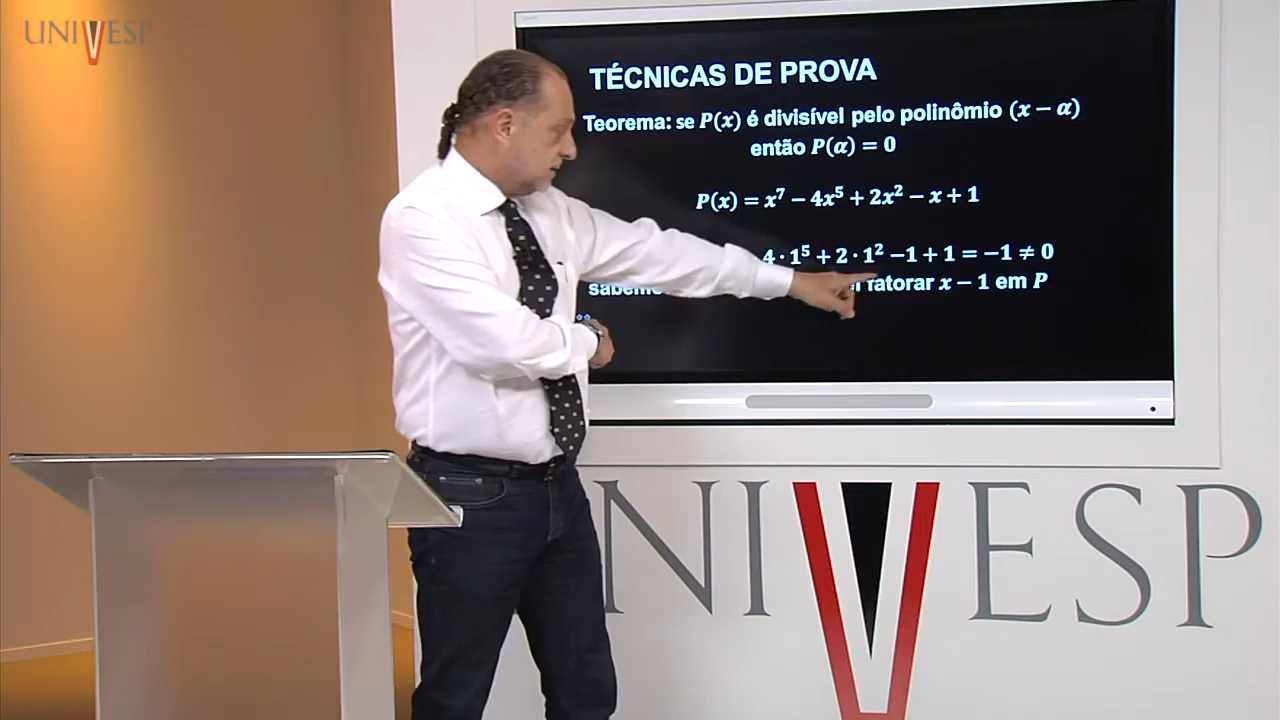 UNIVESP
TÉCNICAS DE PROVA
Teorema: se P(x) é divisível pelo polinômio (x − α)
então P(α) = 0
P(x) = x⁷ − 4x⁵ + 2x² − x + 1
4 · 1⁵ + 2 · 1² −1 + 1 = −1 ≠ 0
fatorar x − 1 em P
NIVESP